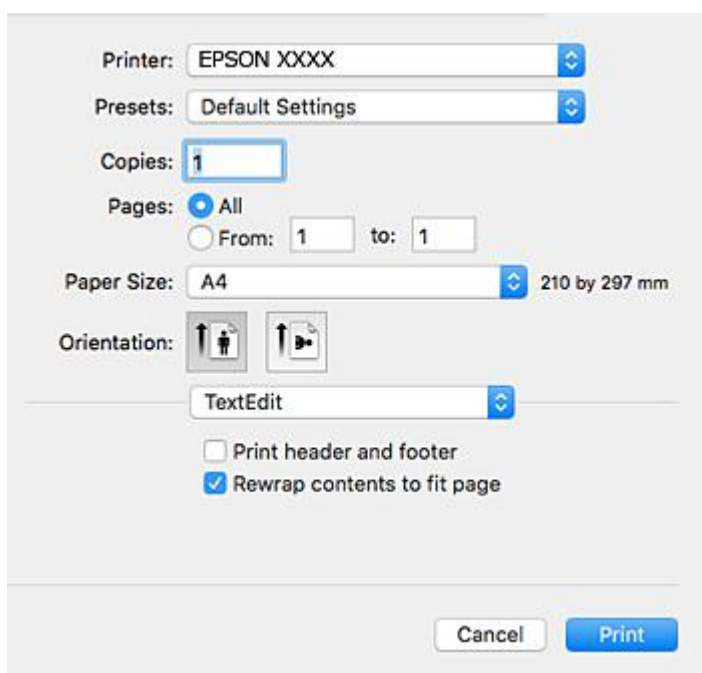 Printer: EPSON XXXX
Presets: Default Settings
Copies: 1
Pages: All
From: 1 to: 1
Paper Size: A4 210 by 297 mm
Orientation:
TextEdit
Print header and footer
Rewrap contents to fit page
Cancel Print